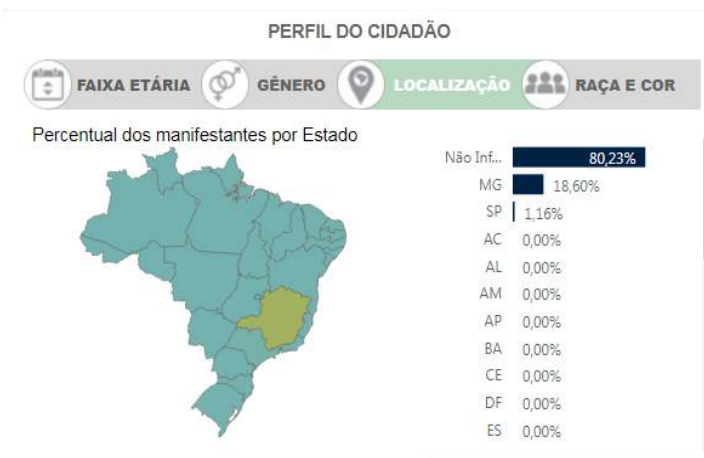 PERFIL DO CIDADÃO
FAIXA ETÁRIA GÊNERO LOCALIZAÇÃO RAÇA E COR
Percentual dos manifestantes por Estado
Não Inf... 80,23%
MG 18,60%
SP 1,16%
AC 0,00%
AL 0,00%
AM 0,00%
AP 0,00%
BA 0,00%
CE 0,00%
DF 0,00%
ES 0,00%